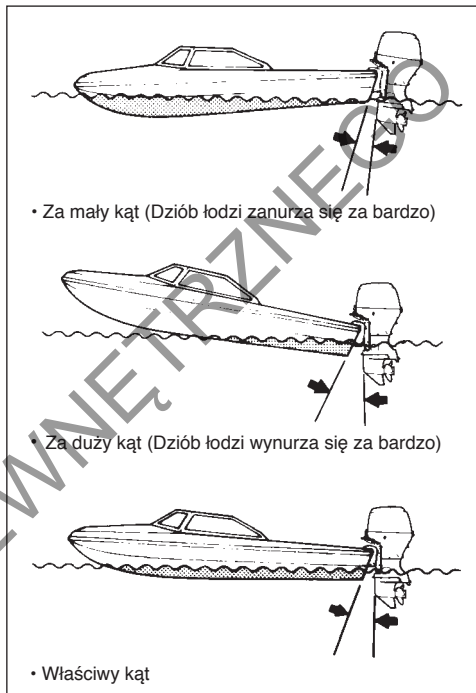 • Za mały kąt (Dziób łodzi zanurza się za bardzo)
• Za duży kąt (Dziób łodzi wynurza się za bardzo)
• Właściwy kąt
EWNĘTRZNEGO